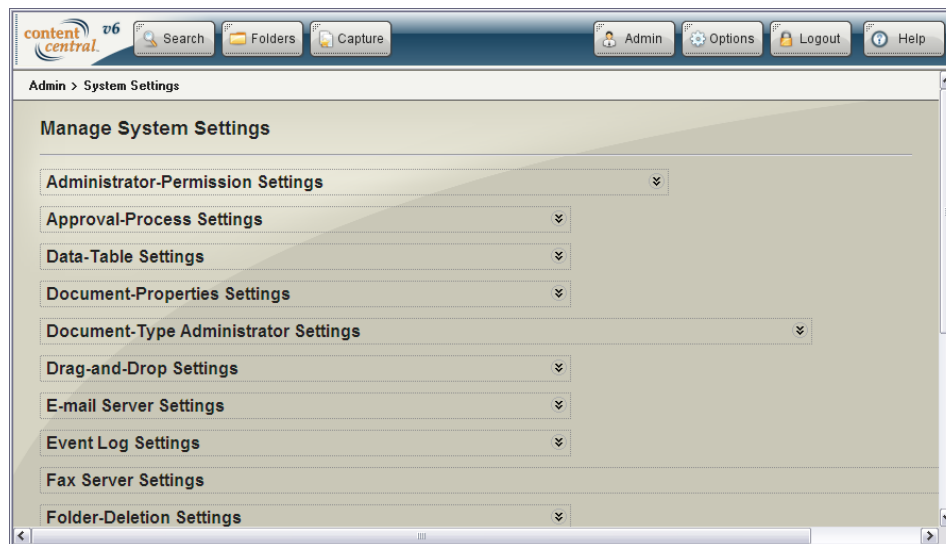 content central. v6
Search Folders Capture Admin Options Logout Help
Admin > System Settings
Manage System Settings
Administrator-Permission Settings
Approval-Process Settings
Data-Table Settings
Document-Properties Settings
Document-Type Administrator Settings
Drag-and-Drop Settings
E-mail Server Settings
Event Log Settings
Fax Server Settings
Folder-Deletion Settings